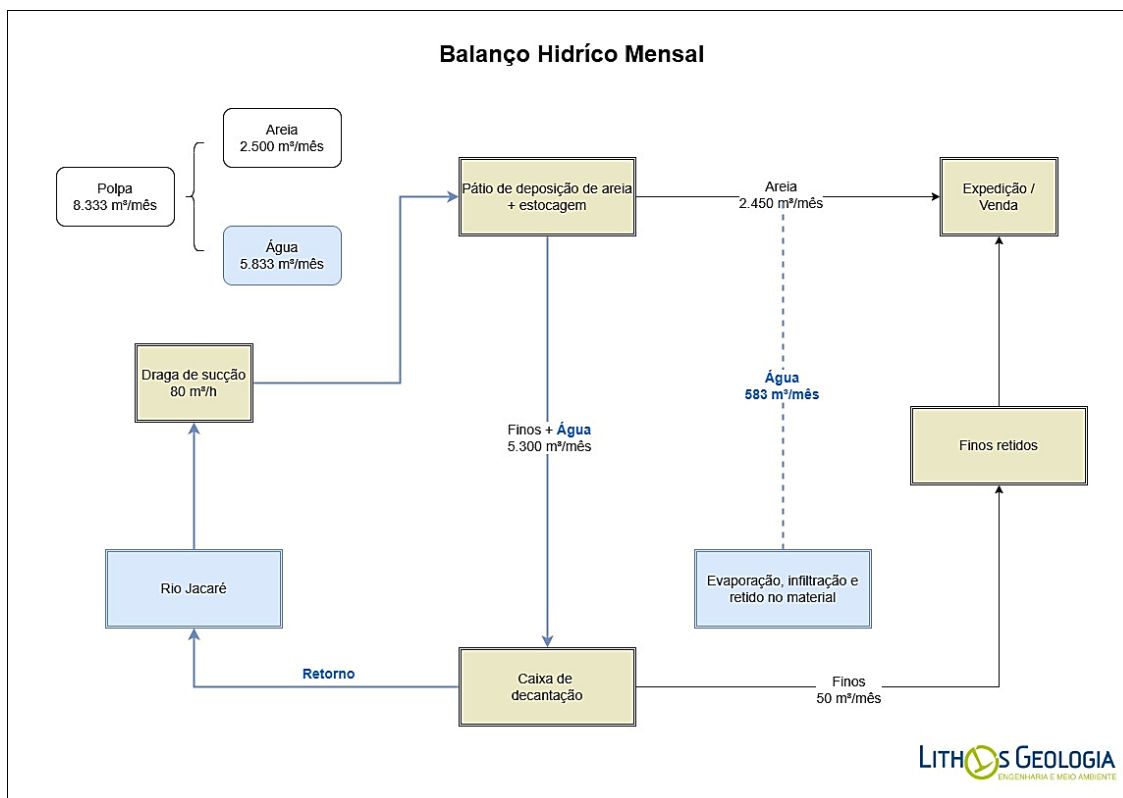 Balanço Hidríco Mensal
Areia
2.500 m³/mês
Polpa
8.333 m³/mês
Água
5.833 m³/mês
Pátio de deposição de areia
+ estocagem
Areia
2.450 m³/mês
Expedição /
Venda
Draga de sucção
80 m³/h
Água
583 m³/mês
Finos + Água
5.300 m³/mês
Finos retidos
Rio Jacaré
Evaporação, infiltração e
retido no material
Retorno
Caixa de
decantação
Finos
50 m³/mês
LITHOS GEOLOGIA
ENGENHARIA E MEIO AMBIENTE